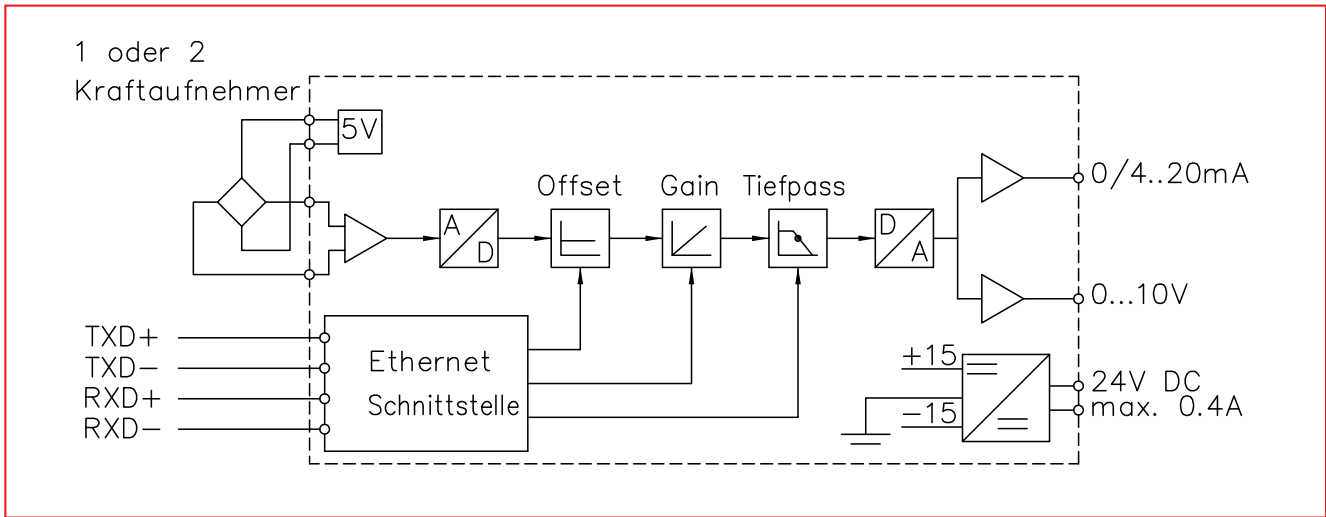 1 oder 2
Kraftaufnehmer
5V
Offset
Gain
Tiefpass
A
D
D
A
0/4..20mA
0...10V
TXD+
TXD-
RXD+
RXD-
Ethernet
Schnittstelle
+15
-15
24V DC
max. 0.4A